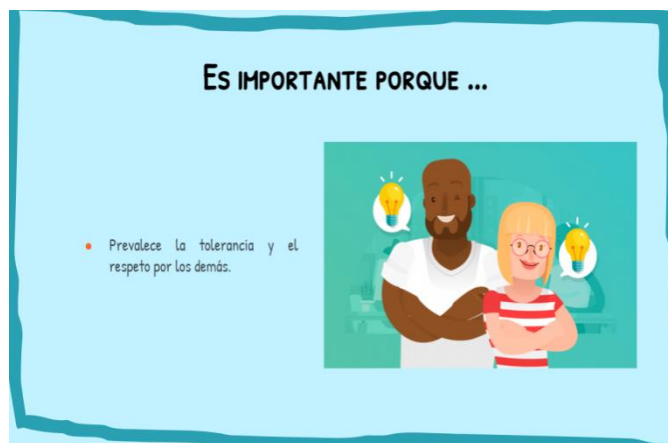 ES IMPORTANTE PORQUE ...
Prevalece la tolerancia y el
respeto por los demás.